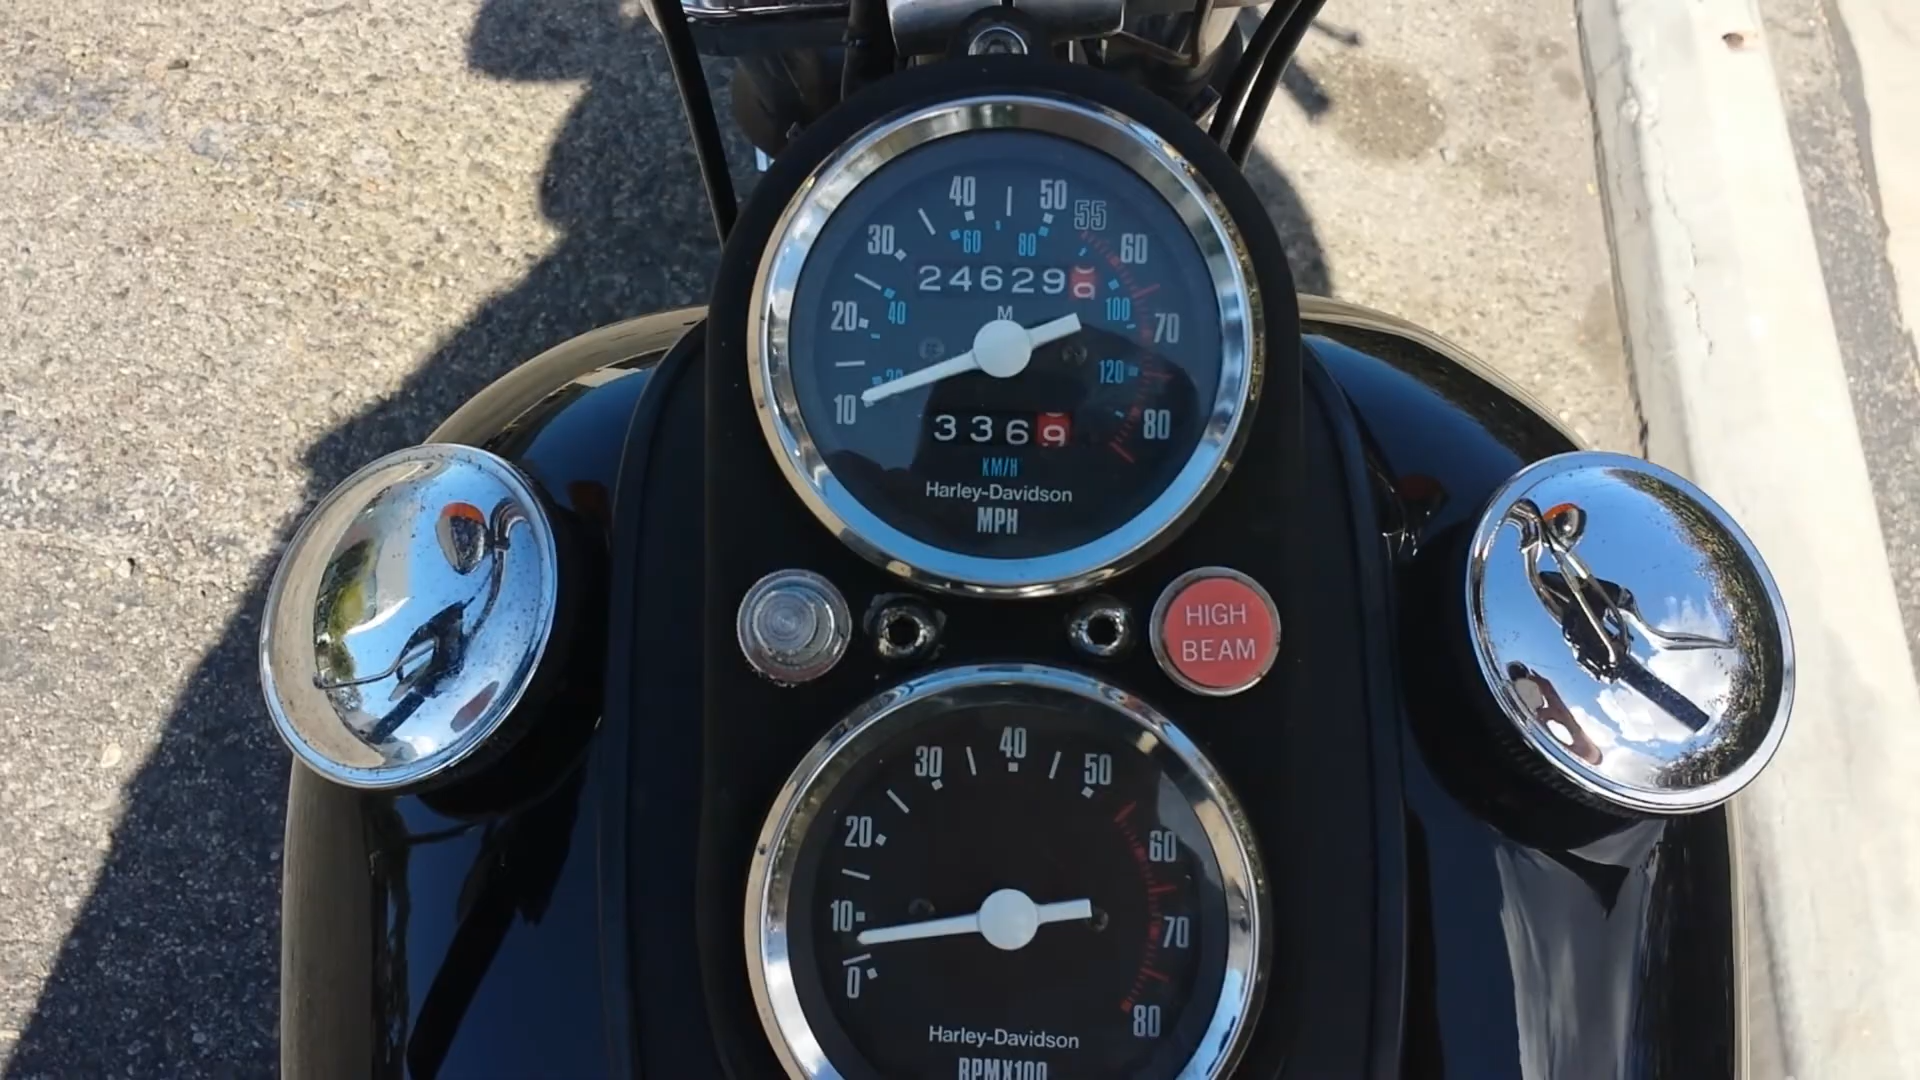 40 50 55
60 80
30 60
24629
40 100
20 M 70
120
10 80
336
KM/H
Harley-Davidson
MPH
HIGH
BEAM
40
30 50
20 60
10 70
0 80
Harley-Davidson
RPMX100